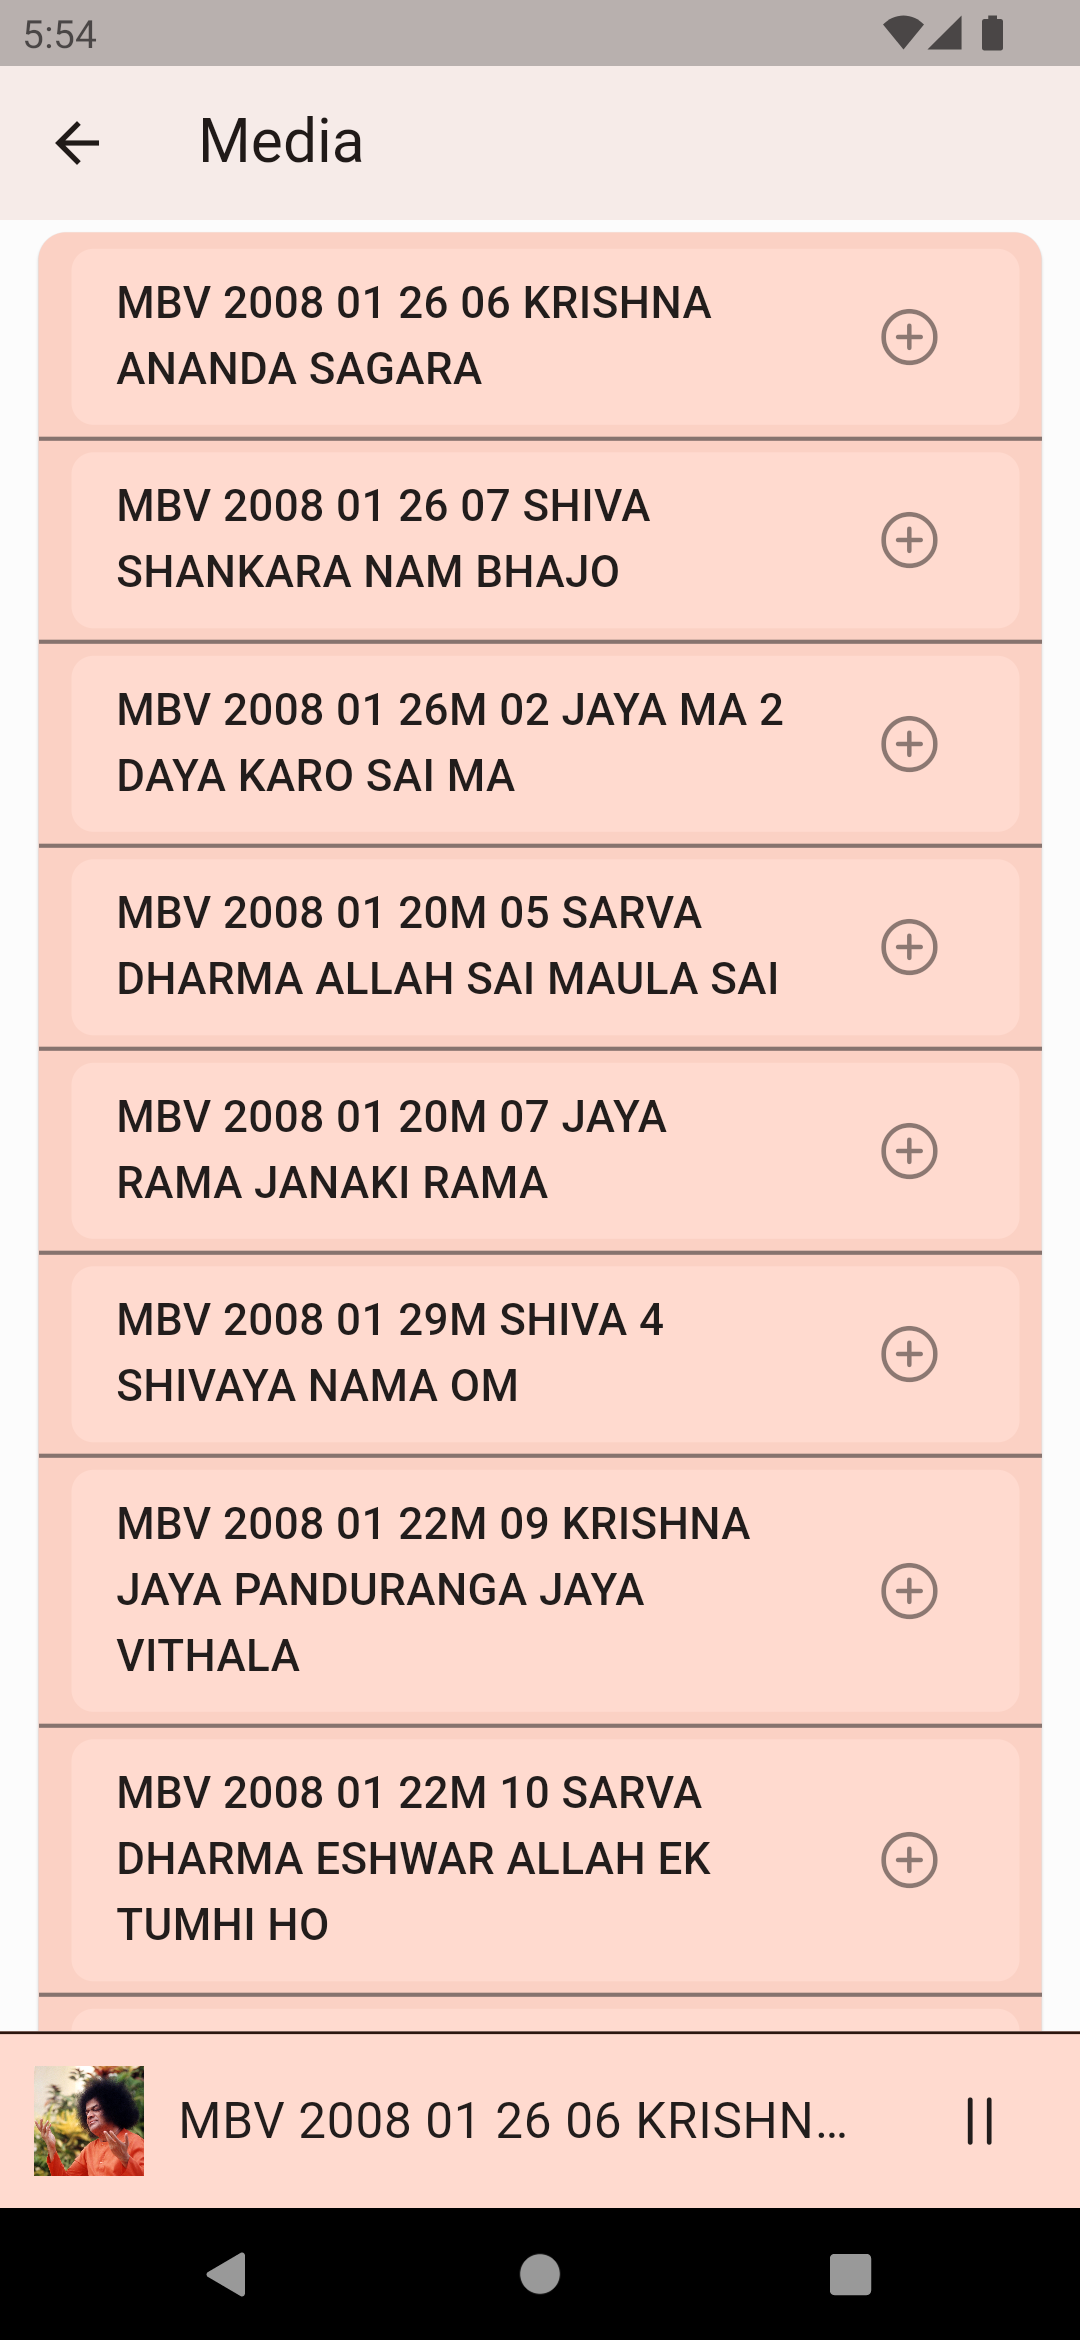 5:54
Media
MBV 2008 01 26 06 KRISHNA
ANANDA SAGARA
MBV 2008 01 26 07 SHIVA
SHANKARA NAM BHAJO
MBV 2008 01 26M 02 JAYA MA 2
DAYA KARO SAI MA
MBV 2008 01 20M 05 SARVA
DHARMA ALLAH SAI MAULA SAI
MBV 2008 01 20M 07 JAYA
RAMA JANAKI RAMA
MBV 2008 01 29M SHIVA 4
SHIVAYA NAMA OM
MBV 2008 01 22M 09 KRISHNA
JAYA PANDURANGA JAYA
VITHALA
MBV 2008 01 22M 10 SARVA
DHARMA ESHWAR ALLAH EK
TUMHI HO
MBV 2008 01 26 06 KRISHN...